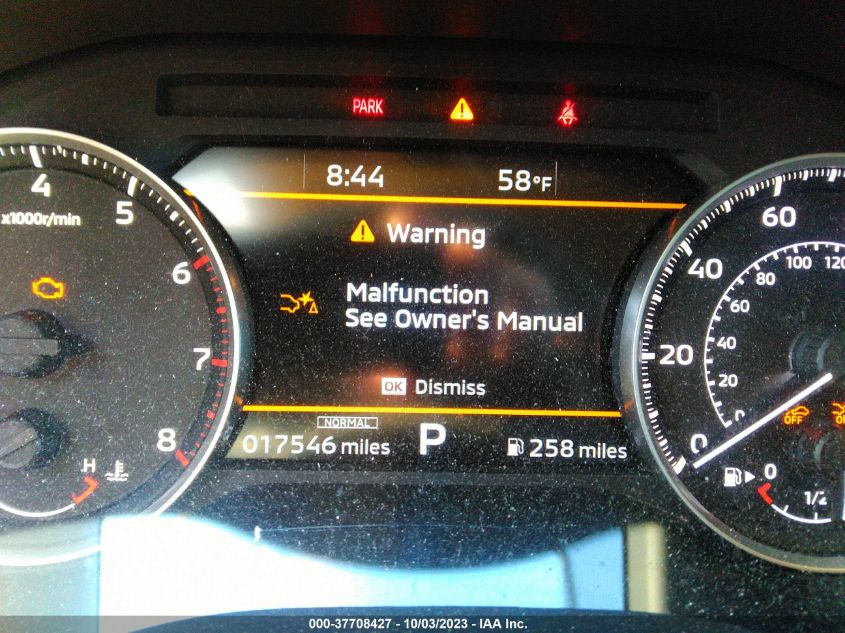 PARK
8:44 58°F
Warning
Malfunction
See Owner's Manual
OK Dismiss
NORMAL
017546 miles P 258 miles
4
5
x1000r/min
6
7
8
H
60
40
20
0
100 120
80
60
40
20
0
OFF
0
1/2
000-37708427 - 10/03/2023 - IAA Inc.